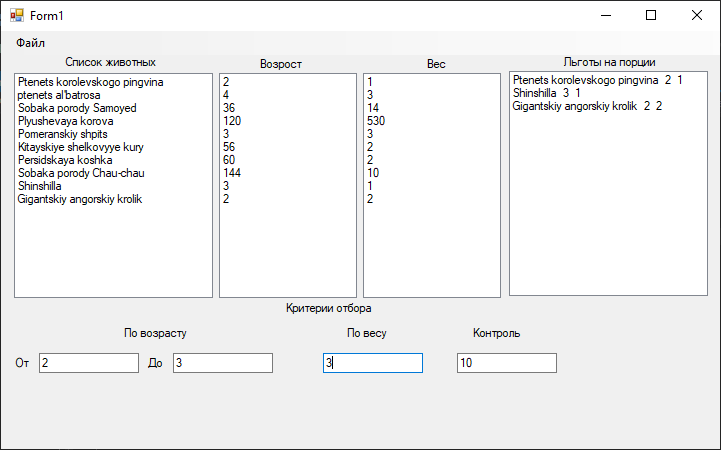 Form1
Файл
Список животных
Возрост
Вес
Льготы на порции
Ptenets korolevskogo pingvina
ptenets al'batrosa
Sobaka porody Samoyed
Plyushevaya korova
Pomeranskiy shpits
Kitayskiye shelkovyye kury
Persidskaya koshka
Sobaka porody Chau-chau
Shinshilla
Gigantskiy angorskiy krolik
2
4
36
120
3
56
60
144
3
2
1
3
14
530
3
2
2
10
1
2
Ptenets korolevskogo pingvina 2 1
Shinshilla 3 1
Gigantskiy angorskiy krolik 2 2
Критерии отбора
По возрасту
По весу
Контроль
От 2 До 3 3 10